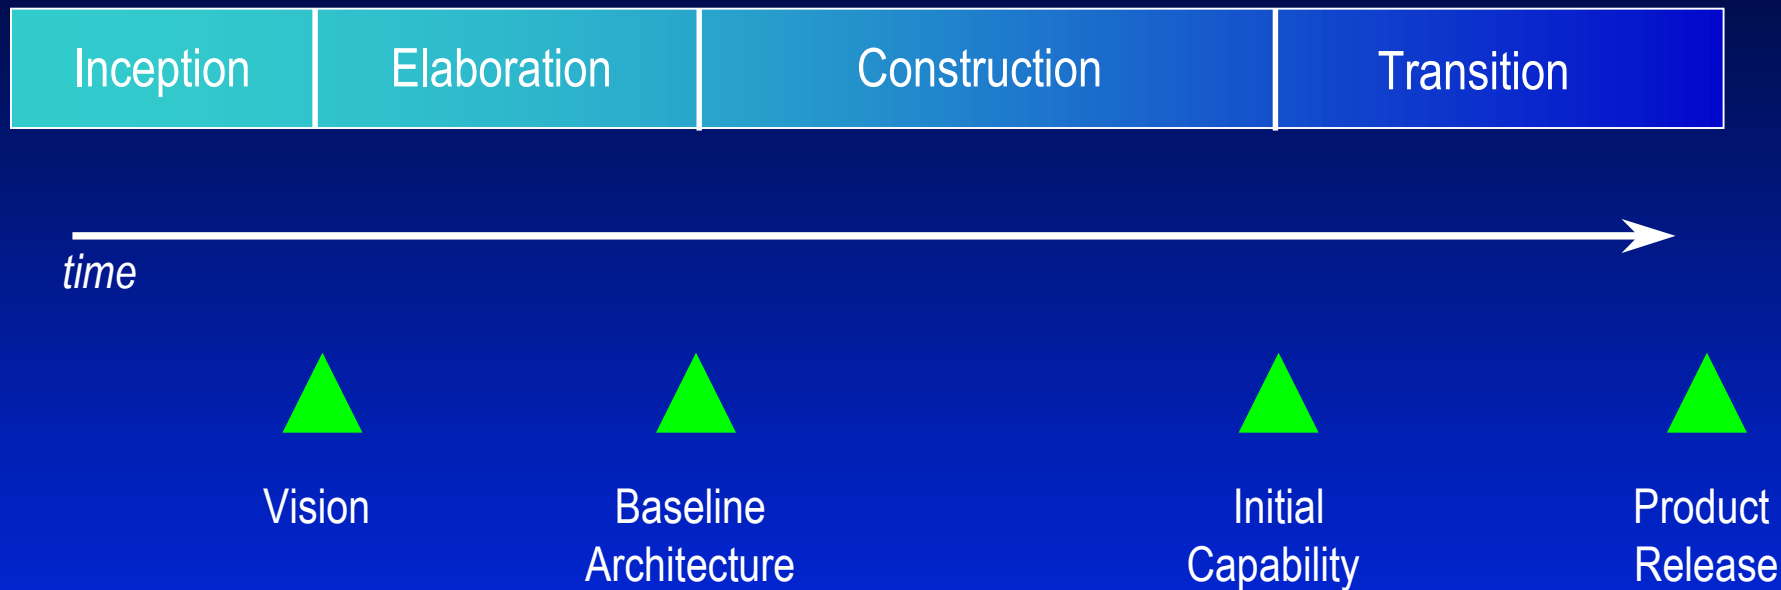 Inception
Elaboration
Construction
Transition
time
Vision
Baseline
Architecture
Initial
Capability
Product
Release